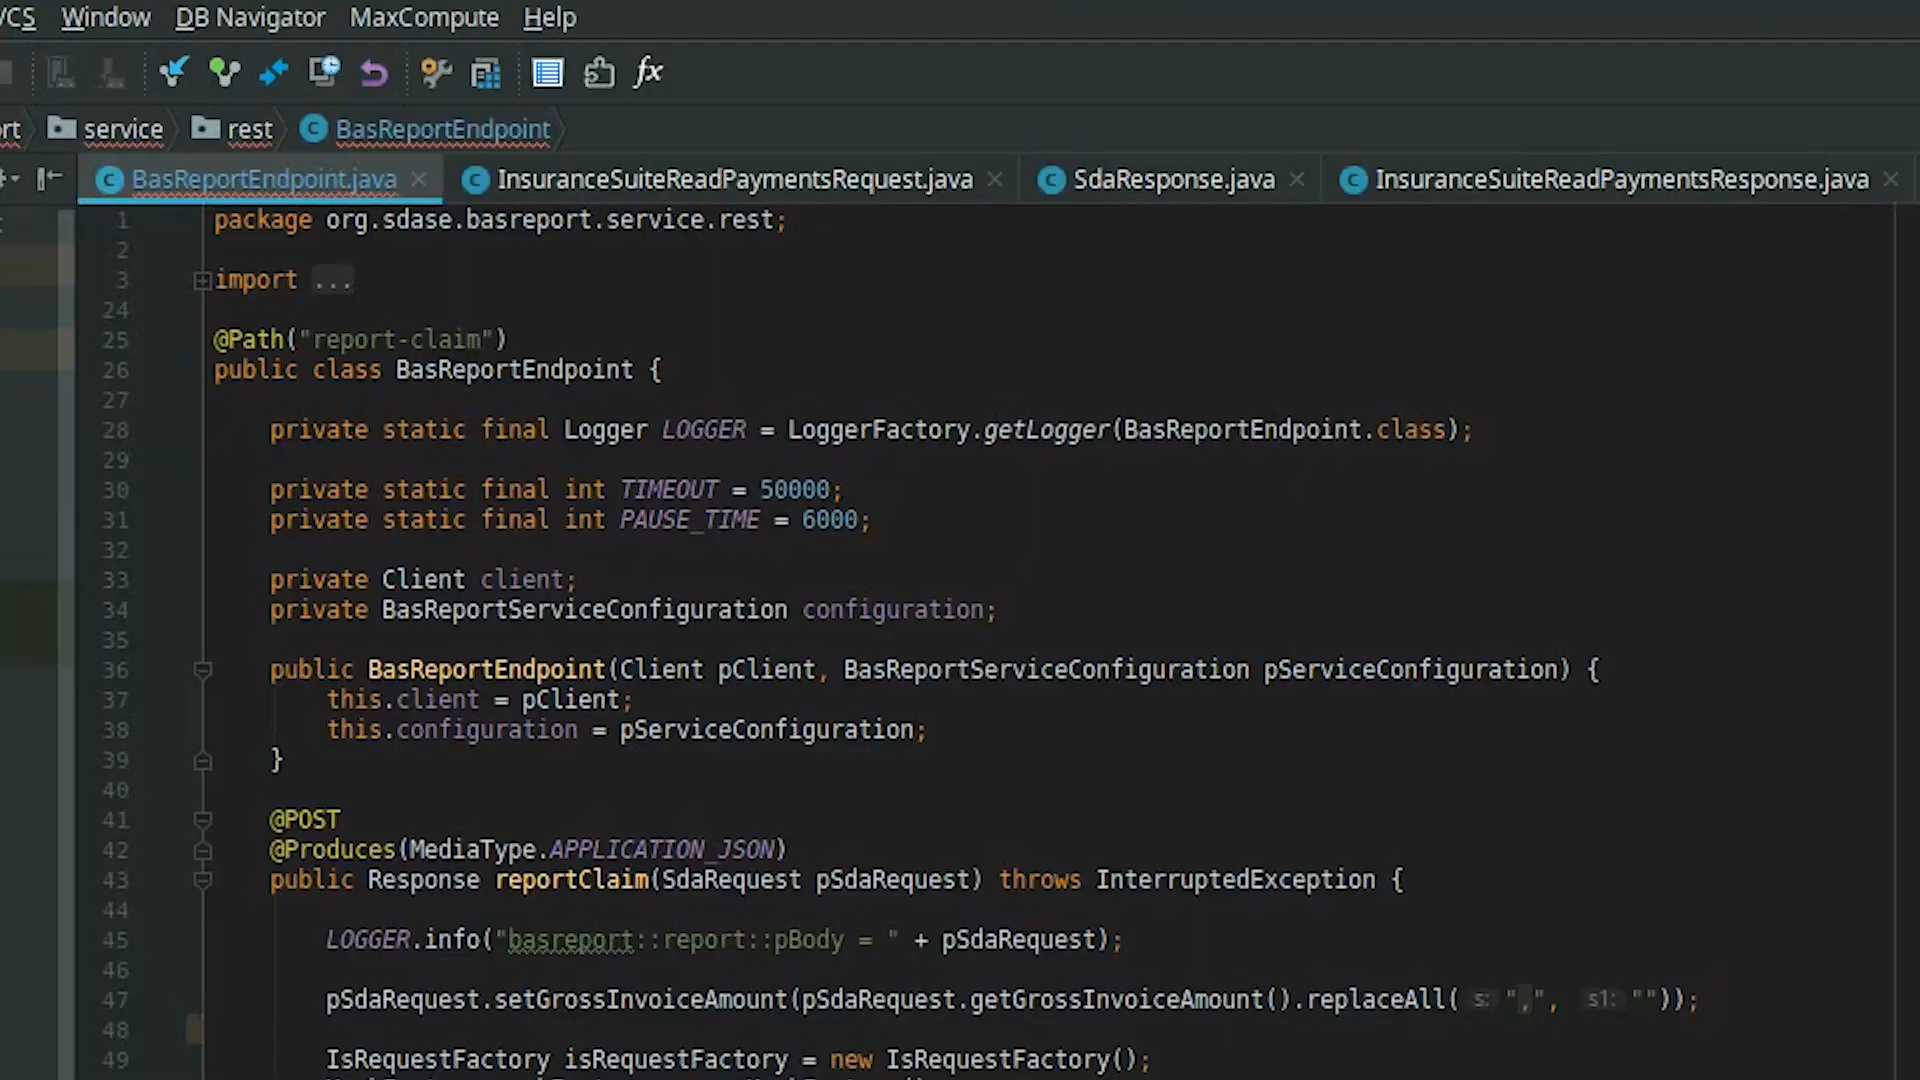 VCS Window DB Navigator MaxCompute Help
fx
rt service rest BasReportEndpoint
BasReportEndpoint.java InsuranceSuiteReadPaymentsRequest.java SdaResponse.java InsuranceSuiteReadPaymentsResponse.java
1 package org.sdase.basreport.service.rest;
2
3 import ...
24
25 @Path("report-claim")
26 public class BasReportEndpoint {
27
28 private static final Logger LOGGER = LoggerFactory.getLogger(BasReportEndpoint.class);
29
30 private static final int TIMEOUT = 50000;
31 private static final int PAUSE_TIME = 6000;
32
33 private Client client;
34 private BasReportServiceConfiguration configuration;
35
36 public BasReportEndpoint(Client pClient, BasReportServiceConfiguration pServiceConfiguration) {
37 this.client = pClient;
38 this.configuration = pServiceConfiguration;
39 }
40
41 @POST
42 @Produces(MediaType.APPLICATION_JSON)
43 public Response reportClaim(SdaRequest pSdaRequest) throws InterruptedException {
44
45 LOGGER.info("basreport::report::pBody = " + pSdaRequest);
46
47 pSdaRequest.setGrossInvoiceAmount(pSdaRequest.getGrossInvoiceAmount().replaceAll( s: ",", s1: ""));
48
49 IsRequestFactory isRequestFactory = new IsRequestFactory();